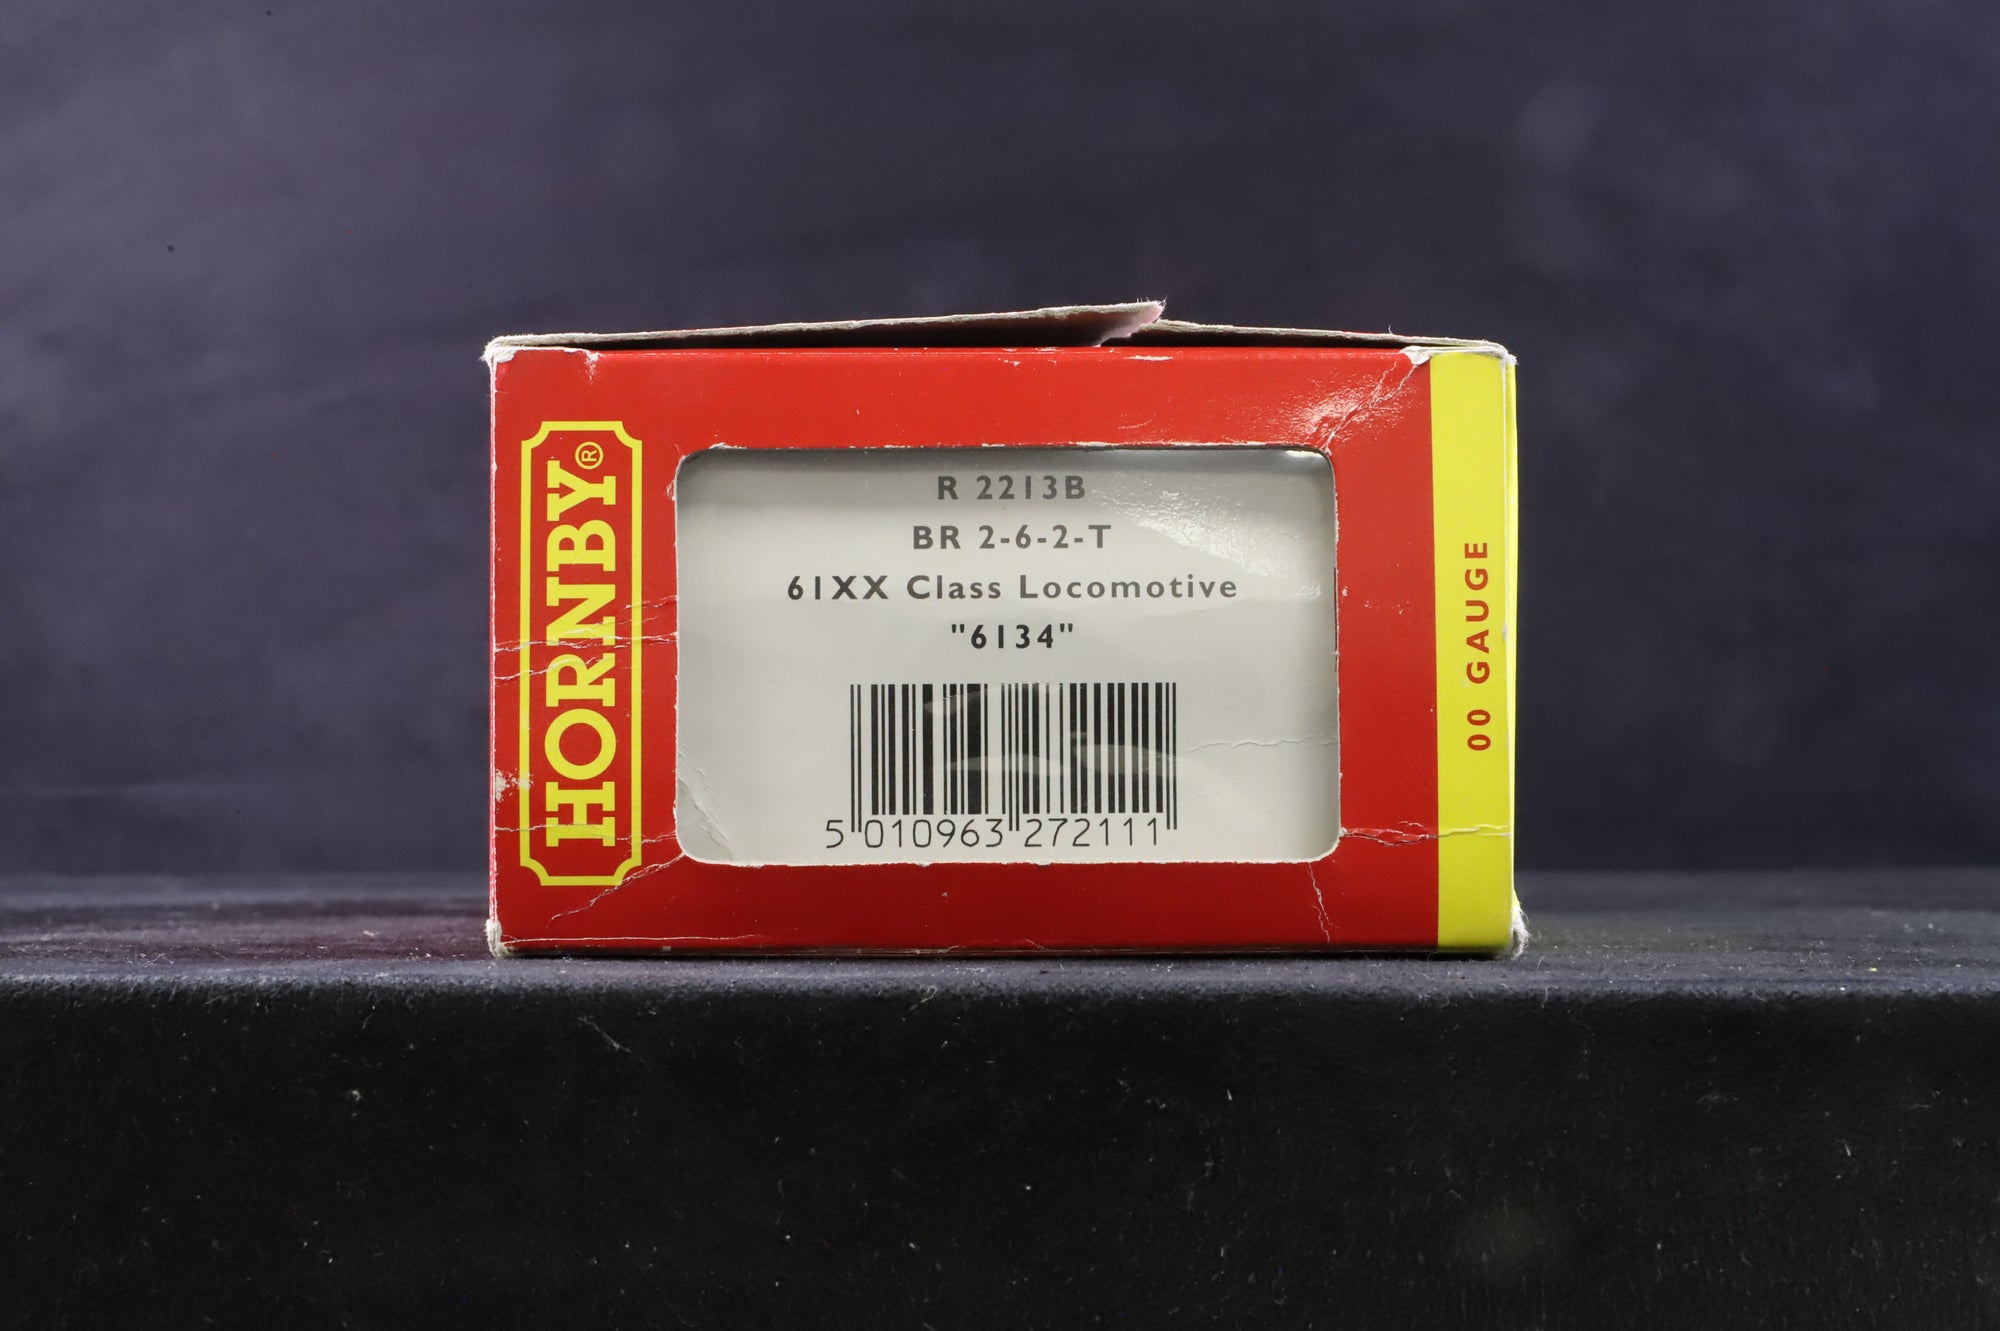 HORNBY®
R 2213B
BR 2-6-2-T
61XX Class Locomotive
"6134"
5 010963 272111
00 GAUGE